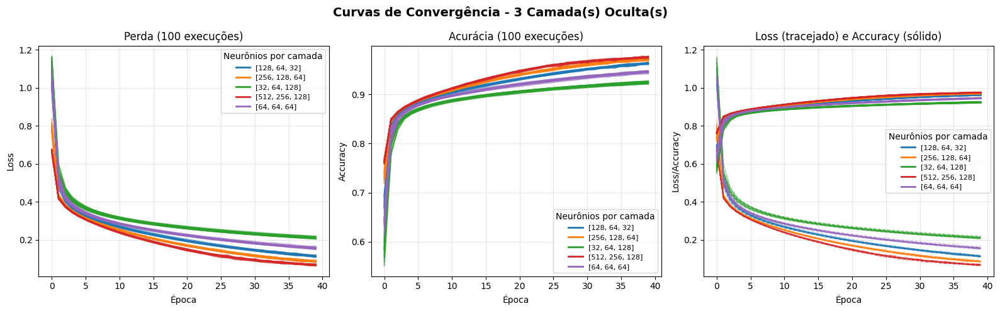 Curvas de Convergência - 3 Camada(s) Oculta(s)
Perda (100 execuções)
Loss
1.2
1.0
0.8
0.6
0.4
0.2
Neurônios por camada
[128, 64, 32]
[256, 128, 64]
[32, 64, 128]
[512, 256, 128]
[64, 64, 64]
0 5 10 15 20 25 30 35 40
Época
Acurácia (100 execuções)
Accuracy
0.9
0.8
0.7
0.6
Neurônios por camada
[128, 64, 32]
[256, 128, 64]
[32, 64, 128]
[512, 256, 128]
[64, 64, 64]
0 5 10 15 20 25 30 35 40
Época
Loss (tracejado) e Accuracy (sólido)
Loss/Accuracy
1.2
1.0
0.8
0.6
0.4
0.2
Neurônios por camada
[128, 64, 32]
[256, 128, 64]
[32, 64, 128]
[512, 256, 128]
[64, 64, 64]
0 5 10 15 20 25 30 35 40
Época